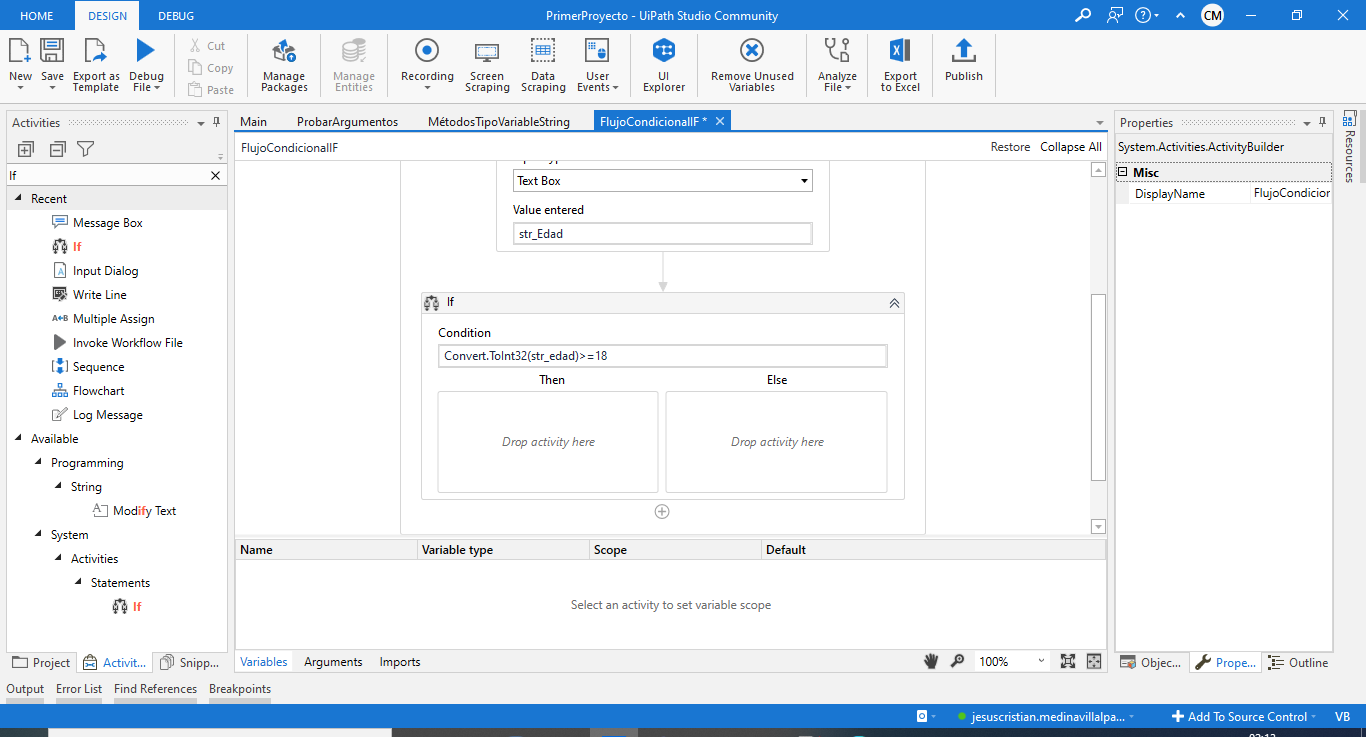 HOME DESIGN DEBUG PrimerProyecto - UiPath Studio Community CM
New Save Export as Template Debug File Cut Copy Paste Manage Packages Manage Entities Recording Screen Scraping Data Scraping User Events UI Explorer Remove Unused Variables Analyze File Export to Excel Publish
Activities
If
Recent
Message Box
If
Input Dialog
Write Line
Multiple Assign
Invoke Workflow File
Sequence
Flowchart
Log Message
Available
Programming
String
Modify Text
System
Activities
Statements
If
Project Activit... Snipp...
Main ProbarArgumentos MétodosTipoVariableString FlujoCondicionalIF *
FlujoCondicionalIF Restore Collapse All
Text Box
Value entered
str_Edad
If
Condition
Convert.ToInt32(str_edad)>=18
Then Else
Drop activity here Drop activity here
Name Variable type Scope Default
Select an activity to set variable scope
Variables Arguments Imports 100%
Properties
System.Activities.ActivityBuilder
Misc
DisplayName FlujoCondicior
Objec... Prope... Outline
Resources
Output Error List Find References Breakpoints
jesuscristian.medinavillalpa... Add To Source Control VB